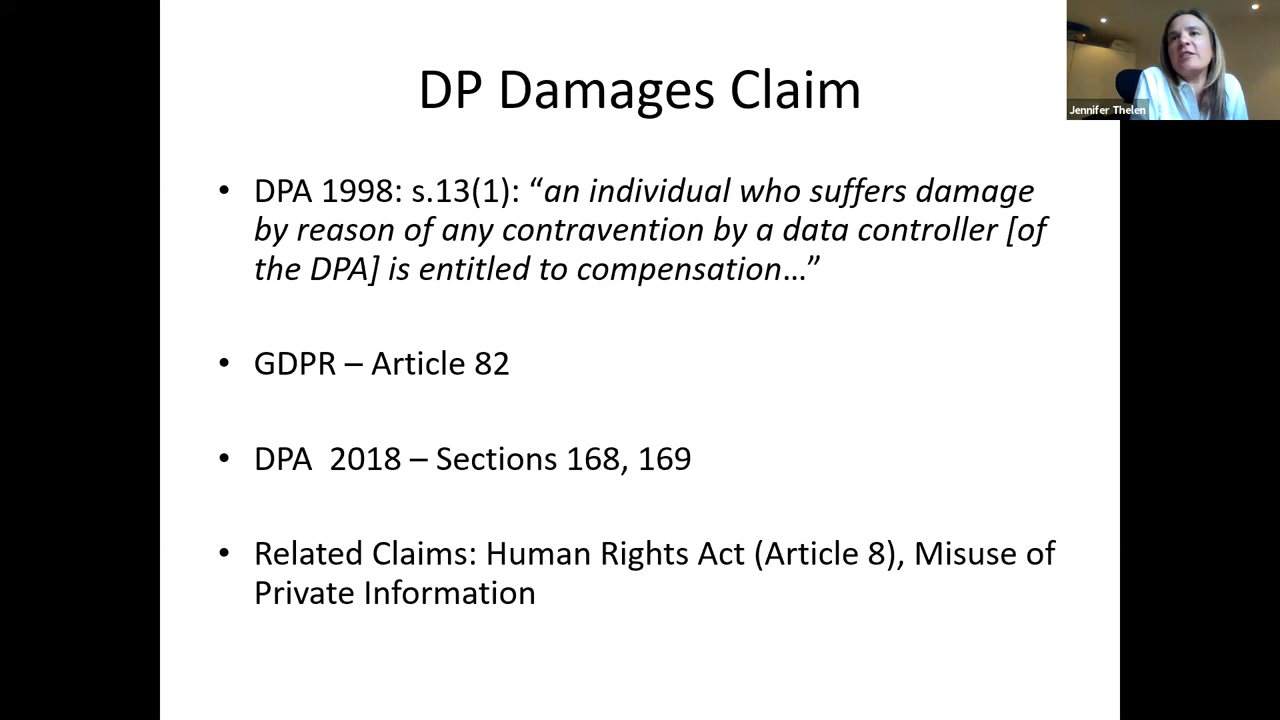 DP Damages Claim
Jennifer Thelen
• DPA 1998: s.13(1): “an individual who suffers damage
by reason of any contravention by a data controller [of
the DPA] is entitled to compensation…”
• GDPR – Article 82
• DPA  2018 – Sections 168, 169
• Related Claims: Human Rights Act (Article 8), Misuse of
Private Information